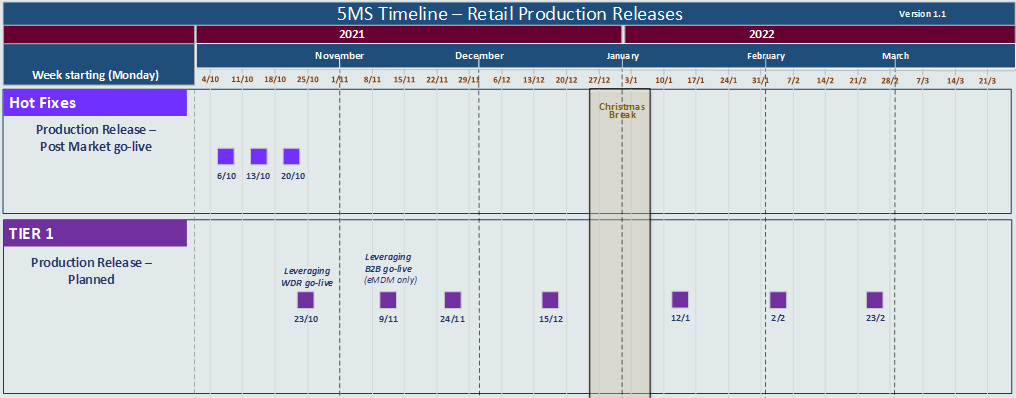 5MS Timeline – Retail Production Releases
Version 1.1
2021 2022
November December January February March
Week starting (Monday)
4/10 11/10 18/10 25/10 1/11 8/11 15/11 22/11 29/11 6/12 13/12 20/12 27/12 3/1 10/1 17/1 24/1 31/1 7/2 14/2 21/2 28/2 7/3 14/3 21/3
Hot Fixes
Christmas
Break
Production Release –
Post Market go-live
6/10 13/10 20/10
TIER 1
Production Release –
Planned
Leveraging
WDR go-live
Leveraging
B2B go-live
(eMDM only)
23/10 9/11 24/11 15/12 12/1 2/2 23/2